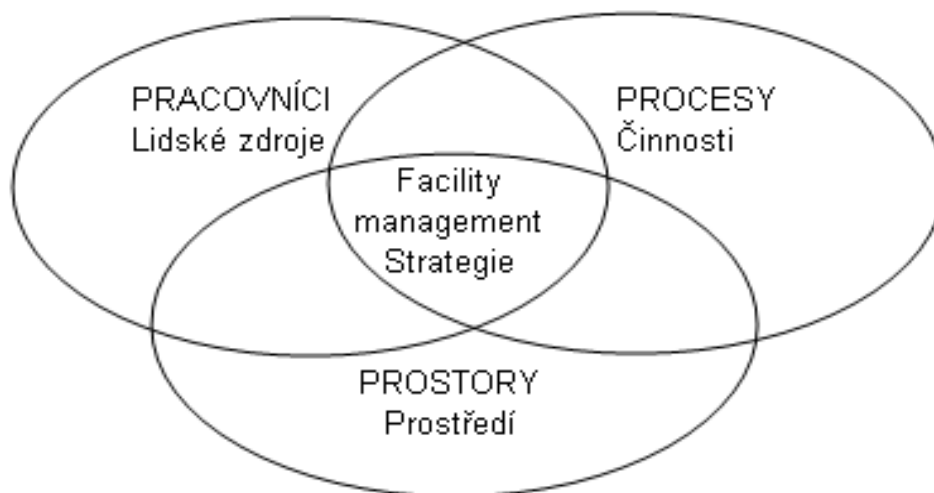 PRACOVNÍCI
Lidské zdroje
PROCESY
Činnosti
Facility
management
Strategie
PROSTORY
Prostředí